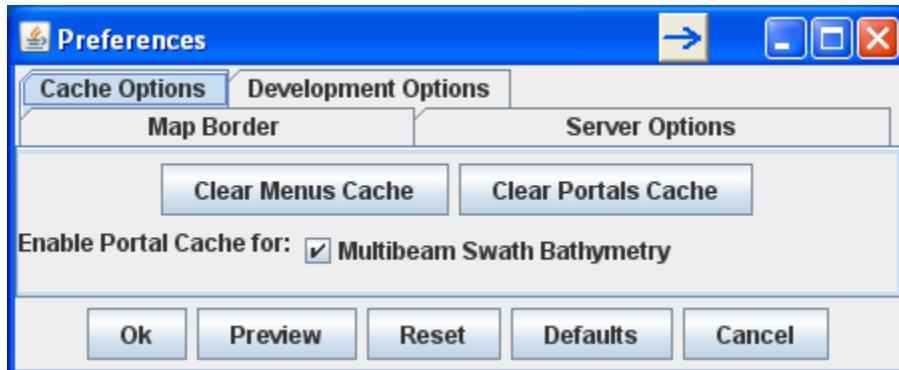 Preferences
Cache Options Development Options
Map Border Server Options
Clear Menus Cache Clear Portals Cache
Enable Portal Cache for: Multibeam Swath Bathymetry
Ok Preview Reset Defaults Cancel